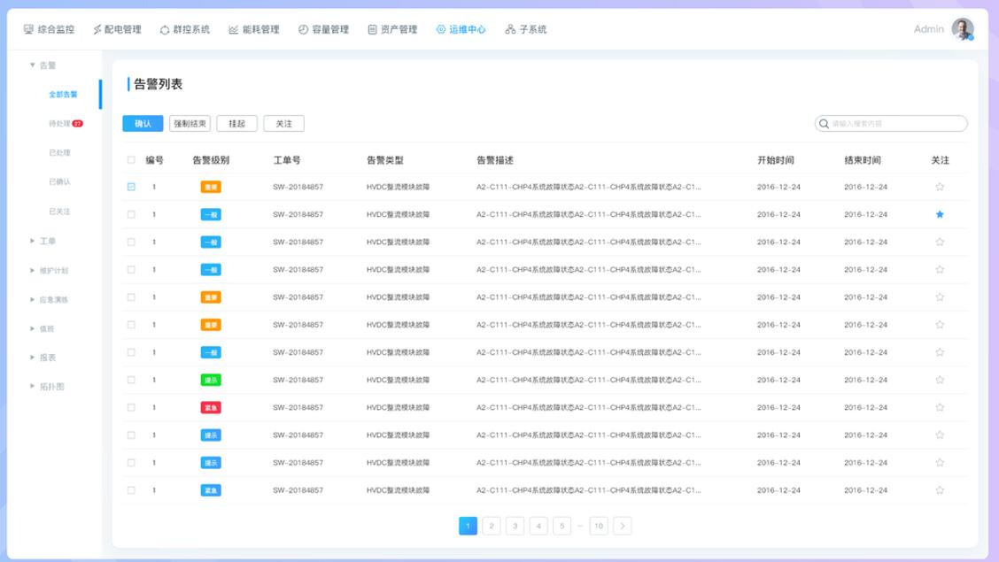 综合监控 配电管理 群控系统 能耗管理 容量管理 资产管理 运维中心 子系统 Admin
告警
全部告警
待处理 27
已处理
已确认
已关注
工单
维护计划
应急演练
值班
报表
拓扑图
告警列表
确认 强制结束 挂起 关注 请输入搜索内容
编号 告警级别 工单号 告警类型 告警描述 开始时间 结束时间 关注
1 重要 SW-20184857 HVDC整流模块故障 A2-C111-CHP4系统故障状态A2-C111-CHP4系统故障状态A2-C1... 2016-12-24 2016-12-24
1 一般 SW-20184857 HVDC整流模块故障 A2-C111-CHP4系统故障状态A2-C111-CHP4系统故障状态A2-C1... 2016-12-24 2016-12-24
1 一般 SW-20184857 HVDC整流模块故障 A2-C111-CHP4系统故障状态A2-C111-CHP4系统故障状态A2-C1... 2016-12-24 2016-12-24
1 一般 SW-20184857 HVDC整流模块故障 A2-C111-CHP4系统故障状态A2-C111-CHP4系统故障状态A2-C1... 2016-12-24 2016-12-24
1 重要 SW-20184857 HVDC整流模块故障 A2-C111-CHP4系统故障状态A2-C111-CHP4系统故障状态A2-C1... 2016-12-24 2016-12-24
1 重要 SW-20184857 HVDC整流模块故障 A2-C111-CHP4系统故障状态A2-C111-CHP4系统故障状态A2-C1... 2016-12-24 2016-12-24
1 一般 SW-20184857 HVDC整流模块故障 A2-C111-CHP4系统故障状态A2-C111-CHP4系统故障状态A2-C1... 2016-12-24 2016-12-24
1 提示 SW-20184857 HVDC整流模块故障 A2-C111-CHP4系统故障状态A2-C111-CHP4系统故障状态A2-C1... 2016-12-24 2016-12-24
1 紧急 SW-20184857 HVDC整流模块故障 A2-C111-CHP4系统故障状态A2-C111-CHP4系统故障状态A2-C1... 2016-12-24 2016-12-24
1 提示 SW-20184857 HVDC整流模块故障 A2-C111-CHP4系统故障状态A2-C111-CHP4系统故障状态A2-C1... 2016-12-24 2016-12-24
1 提示 SW-20184857 HVDC整流模块故障 A2-C111-CHP4系统故障状态A2-C111-CHP4系统故障状态A2-C1... 2016-12-24 2016-12-24
1 紧急 SW-20184857 HVDC整流模块故障 A2-C111-CHP4系统故障状态A2-C111-CHP4系统故障状态A2-C1... 2016-12-24 2016-12-24
1 2 3 4 5 — 10 >